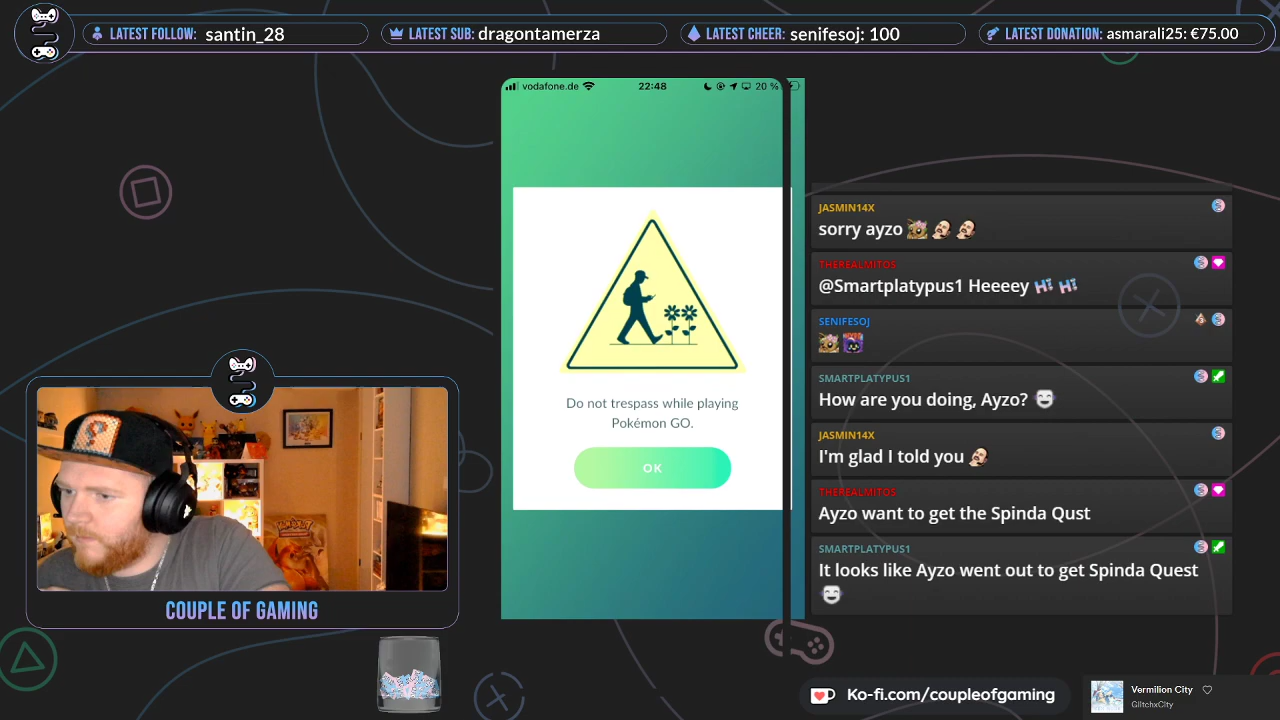 LATEST FOLLOW: santin_28
LATEST SUB: dragontamerza
LATEST CHEER: senifesoj: 100
LATEST DONATION: asmarali25: €75.00
vodafone.de 22:48 20 %
Do not trespass while playing
Pokémon GO.
OK
JASMIN14X
sorry ayzo
THEREALMITOS
@Smartplatypus1 Heeeey Hi Hi
SENIFESOJ
SMARTPLATYPUS1
How are you doing, Ayzo?
JASMIN14X
I'm glad I told you
THEREALMITOS
Ayzo want to get the Spinda Qust
SMARTPLATYPUS1
It looks like Ayzo went out to get Spinda Quest
COUPLE OF GAMING
Ko-fi.com/coupleofgaming
Vermilion City
GlitchxCity